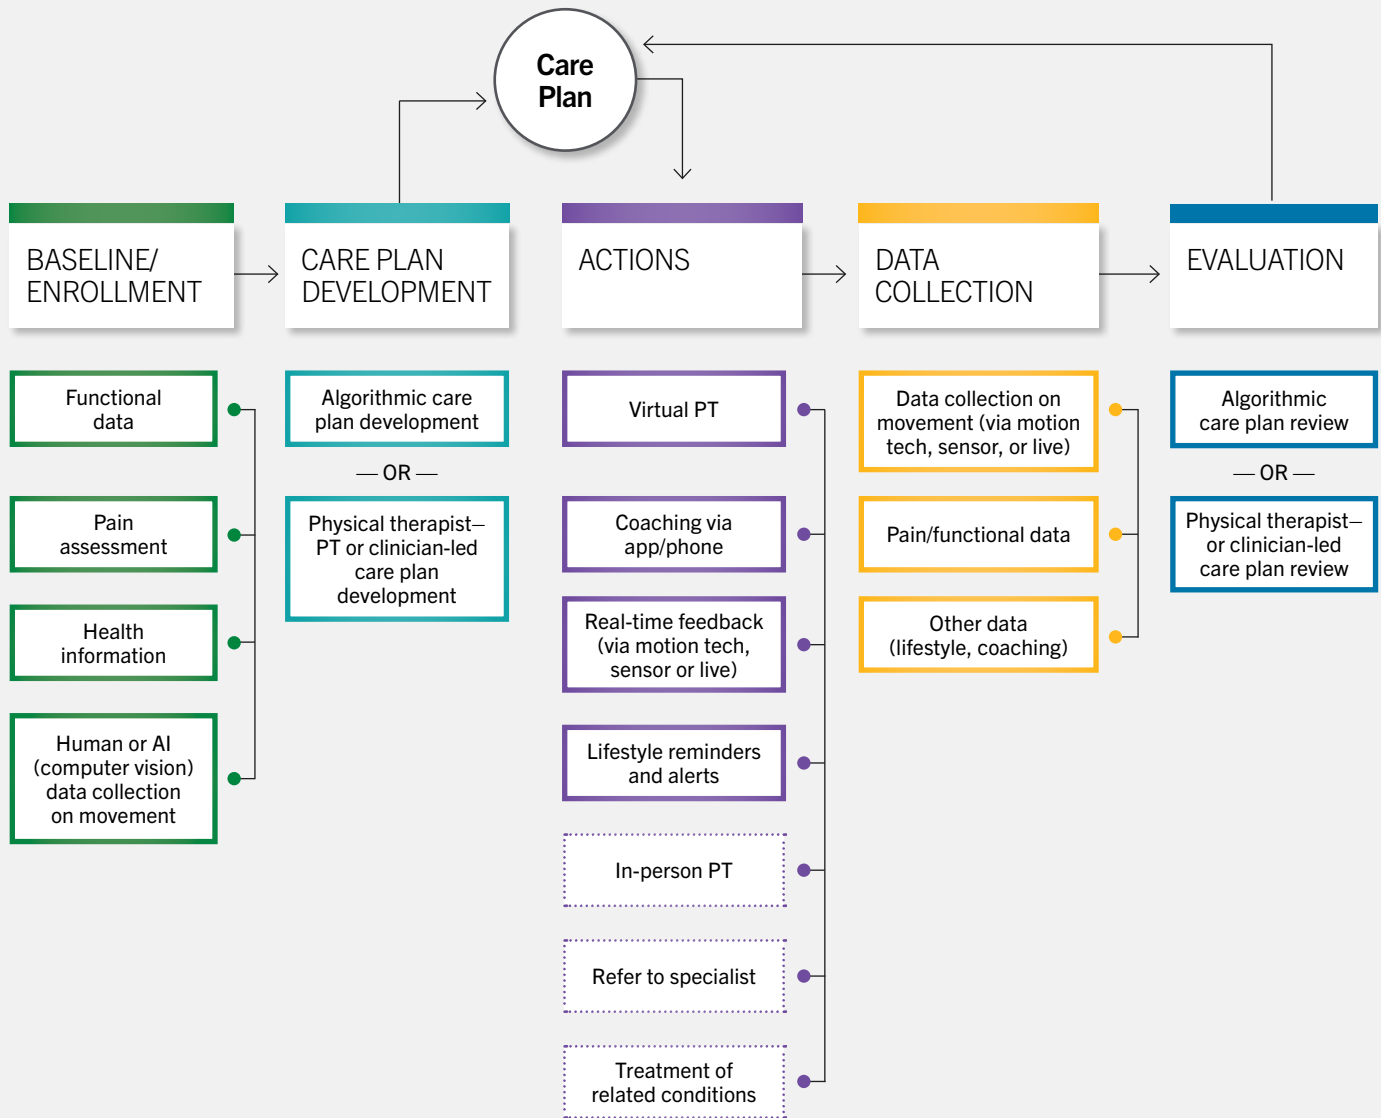 Care
Plan
BASELINE/
ENROLLMENT
CARE PLAN
DEVELOPMENT
ACTIONS
DATA
COLLECTION
EVALUATION
Functional
data
Pain
assessment
Health
information
Human or AI
(computer vision)
data collection
on movement
Algorithmic care
plan development
— OR —
Physical therapist–
PT or clinician-led
care plan
development
Virtual PT
Coaching via
app/phone
Real-time feedback
(via motion tech,
sensor or live)
Lifestyle reminders
and alerts
In-person PT
Refer to specialist
Treatment of
related conditions
Data collection on
movement (via motion
tech, sensor, or live)
Pain/functional data
Other data
(lifestyle, coaching)
Algorithmic
care plan review
— OR —
Physical therapist–
or clinician-led
care plan review